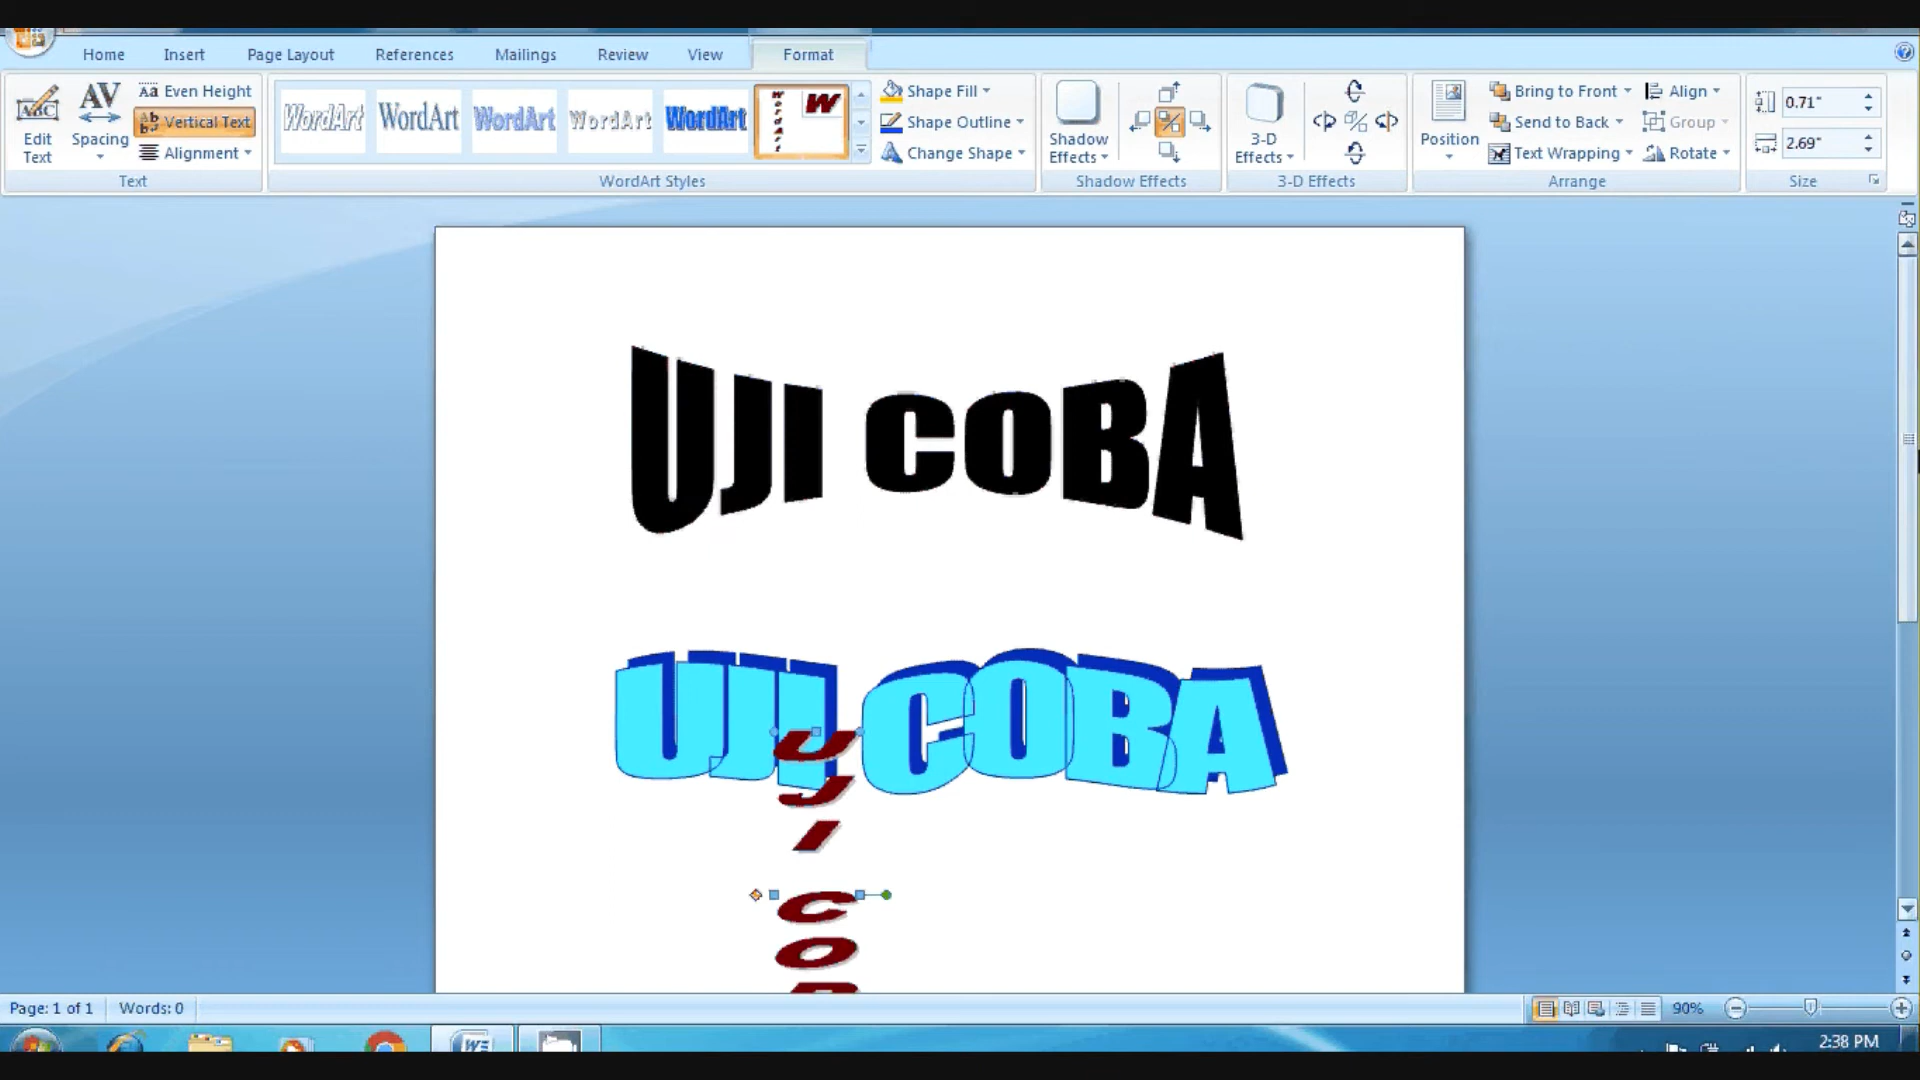 Home Insert Page Layout References Mailings Review View Format
Edit Text
Spacing
Even Height
Vertical Text
Alignment
Text
WordArt WordArt WordArt WordArt WordArt WordArt W
WordArt Styles
Shape Fill
Shape Outline
Change Shape
Shadow Effects
Shadow Effects
3-D Effects
3-D Effects
Position
Bring to Front
Send to Back
Text Wrapping
Align
Group
Rotate
Arrange
0.71"
2.69"
Size
UJI COBA
UJI COBA
UJI CO
Page: 1 of 1 Words: 0 90%
2:38 PM